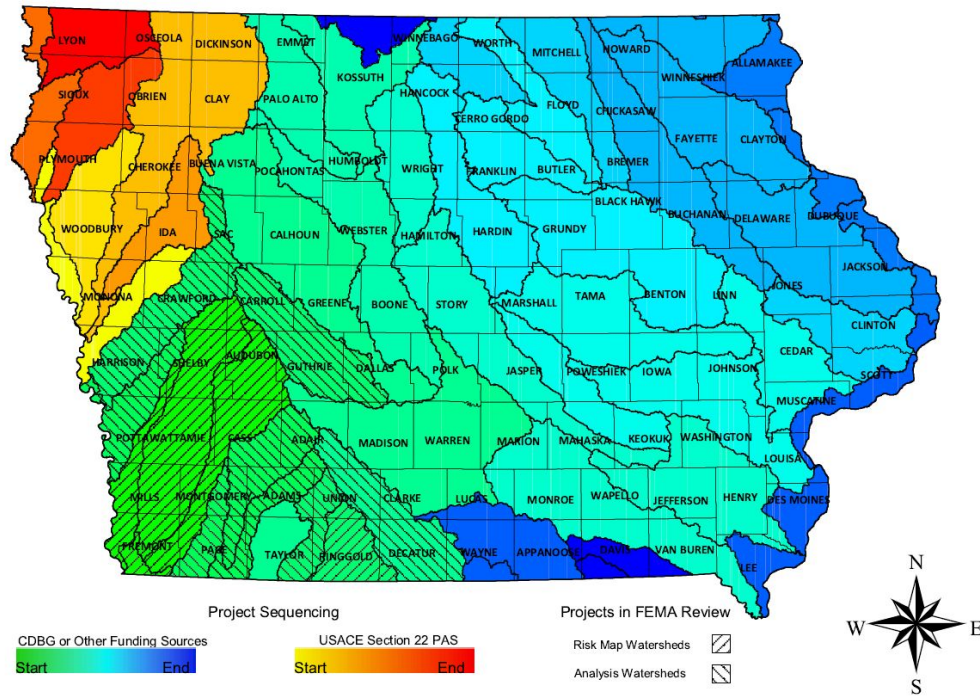 LYON OSCEOLA DICKINSON EMMET WINNEBAGO WORTH MITCHELL HOWARD WINNESHIEK ALLAMAKEE
SIOUX OBRIEN CLAY PALO ALTO KOSSUTH HANCOCK CERRO GORDO FLOYD CHICKASAW FAYETTE CLAYTON
PLYMOUTH CHEROKEE BUENA VISTA POCAHONTAS HUMBOLDT WRIGHT FRANKLIN BUTLER BREMER
WOODBURY IDA SAC CALHOUN WEBSTER HAMILTON HARDIN GRUNDY BLACK HAWK BUCHANAN DELAWARE DUBUQUE
MONONA CRAWFORD CARROLL GREENE BOONE STORY MARSHALL TAMA BENTON LINN JONES JACKSON
HARRISON SHELBY AUDUBON GUTHRIE DALLAS POLK JASPER POWESHIEK IOWA JOHNSON CEDAR CLINTON SCOTT
POTTAWATTAMIE CASS ADAIR MADISON WARREN MARION MAHASKA KEOKUK WASHINGTON LOUISA MUSCATINE
MILLS MONTGOMERY ADAMS UNION CLARKE LUCAS MONROE WAPELLO JEFFERSON HENRY DES MOINES
FREMONT PAGE TAYLOR RINGGOLD DECATUR WAYNE APPANOOSE DAVIS VAN BUREN LEE
Project Sequencing
CDBG or Other Funding Sources
Start End
USACE Section 22 PAS
Start End
Projects in FEMA Review
Risk Map Watersheds
Analysis Watersheds
N
W E
S